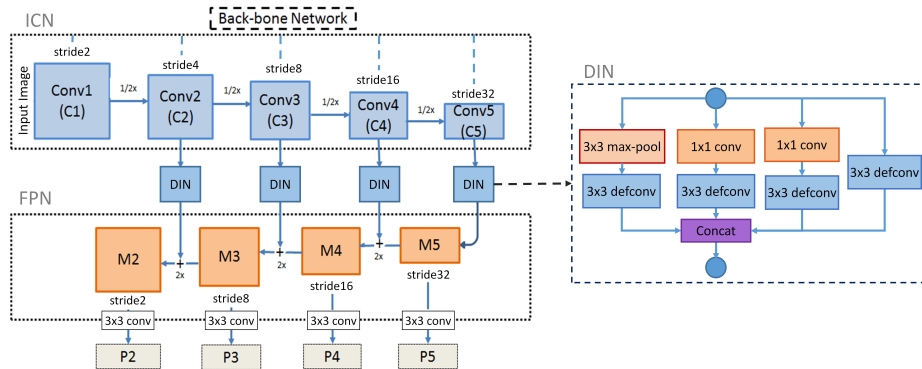 ICN
Back-bone Network
Input Image
stride2
stride4
stride8
stride16
stride32
Conv1
(C1)
1/2x
Conv2
(C2)
1/2x
Conv3
(C3)
1/2x
Conv4
(C4)
1/2x
Conv5
(C5)
DIN
DIN
DIN
DIN
FPN
M2
+
2x
M3
+
2x
M4
+
2x
M5
stride2
stride8
stride16
stride32
3x3 conv
3x3 conv
3x3 conv
3x3 conv
P2
P3
P4
P5
DIN
3x3 max-pool
1x1 conv
1x1 conv
3x3 defconv
3x3 defconv
3x3 defconv
3x3 defconv
Concat